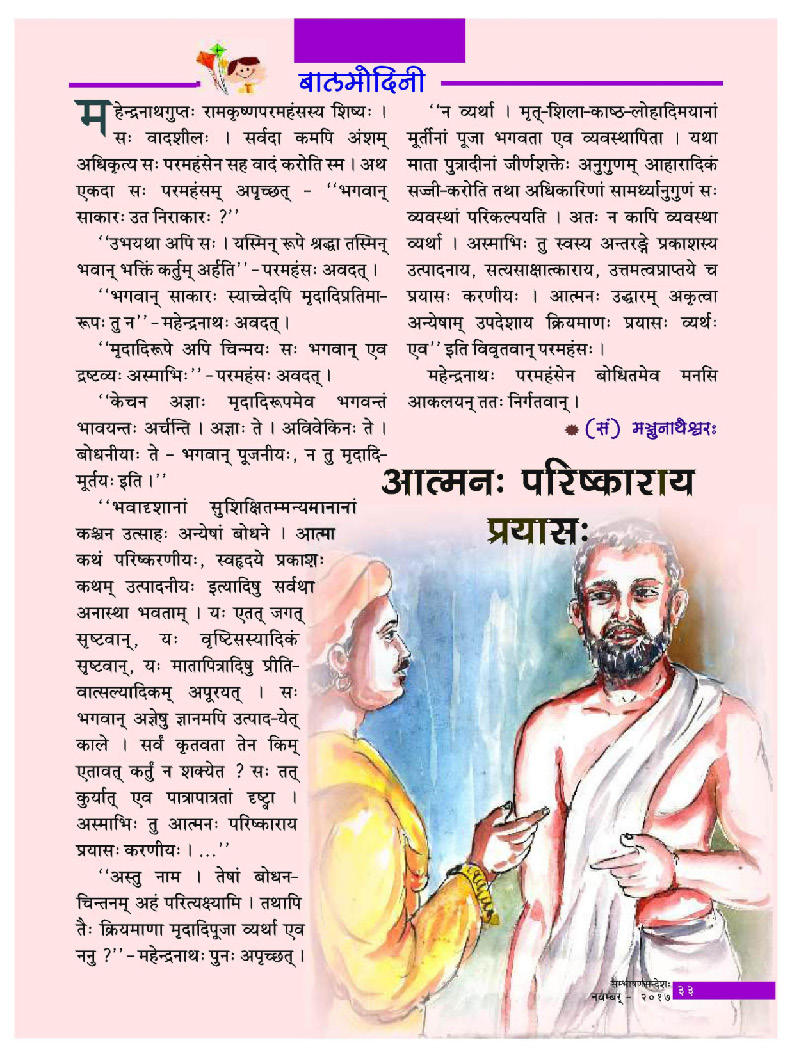 बालमोदिनी
महेन्द्रनाथगुप्तः रामकृष्णपरमहंसस्य शिष्यः ।
सः वादशीलः । सर्वदा कमपि अंशम्
अधिकृत्य सः परमहंसेन सह वादं करोति स्म । अथ
एकदा सः परमहंसम् अपृच्छत् – ‘‘भगवान्
साकारः उत निराकारः ?’’
‘‘उभयथा अपि सः । यस्मिन् रूपे श्रद्धा तस्मिन्
भवान् भक्तिं कर्तुम् अर्हति’’–परमहंसः अवदत् ।
‘‘भगवान् साकारः स्याच्चेदपि मृदादिप्रतिमा–
रूपः तु न’’–महेन्द्रनाथः अवदत् ।
‘‘मृदादिरूपे अपि चिन्मयः सः भगवान् एव
द्रष्टव्यः अस्माभिः’’–परमहंसः अवदत् ।
‘‘केचन अज्ञाः मृदादिरूपमेव भगवन्तं
भावयन्तः अर्चन्ति । अज्ञाः ते । अविवेकिनः ते ।
बोधनीयाः ते – भगवान् पूजनीयः, न तु मृदादि–
मूर्तयः इति ।’’
‘‘भवादृशानां सुशिक्षितम्मन्यमानानां
कश्चन उत्साहः अन्येषां बोधने । आत्मा
कथं परिष्करणीयः, स्वहृदये प्रकाशः
कथम् उत्पादनीयः इत्यादिषु सर्वथा
अनास्था भवताम् । यः एतत् जगत्
सृष्टवान्, यः वृष्टिसस्यादिकं
सृष्टवान्, यः मातापित्रादिषु प्रीति–
वात्सल्यादिकम् अपूरयत् । सः
भगवान् अज्ञेषु ज्ञानमपि उत्पाद–येत्
काले । सर्वं कृतवता तेन किम्
एतावत् कर्तुं न शक्येत ? सः तत्
कुर्यात् एव पात्रापात्रतां दृष्ट्वा ।
अस्माभिः तु आत्मनः परिष्काराय
प्रयासः करणीयः । ...’’
‘‘अस्तु नाम । तेषां बोधन–
चिन्तनम् अहं परित्यक्ष्यामि । तथापि
तैः क्रियमाणा मृदादिपूजा व्यर्था एव
ननु ?’’–महेन्द्रनाथः पुनः अपृच्छत् ।
‘‘न व्यर्था । मृत्–शिला–काष्ठ–लोहादिमयानां
मूर्तीनां पूजा भगवता एव व्यवस्थापिता । यथा
माता पुत्रादीनां जीर्णशक्तेः अनुगुणम् आहारादिकं
सज्जी–करोति तथा अधिकारिणां सामर्थ्यानुगुणं सः
व्यवस्थां परिकल्पयति । अतः न कापि व्यवस्था
व्यर्था । अस्माभिः तु स्वस्य अन्तरङ्गे प्रकाशस्य
उत्पादनाय, सत्यसाक्षात्काराय, उत्तमत्वप्राप्तये च
प्रयासः करणीयः । आत्मनः उद्धारम् अकृत्वा
अन्येषाम् उपदेशाय क्रियमाणः प्रयासः व्यर्थः
एव’’ इति विवृतवान् परमहंसः ।
महेन्द्रनाथः परमहंसेन बोधितमेव मनसि
आकलयन् ततः निर्गतवान् ।
(सं) मञ्जुनाथैश्वरः
आत्मनः परिष्काराय
प्रयासः
सम्भाषणसन्देशः
नवम्बर् – २०१७ ३३